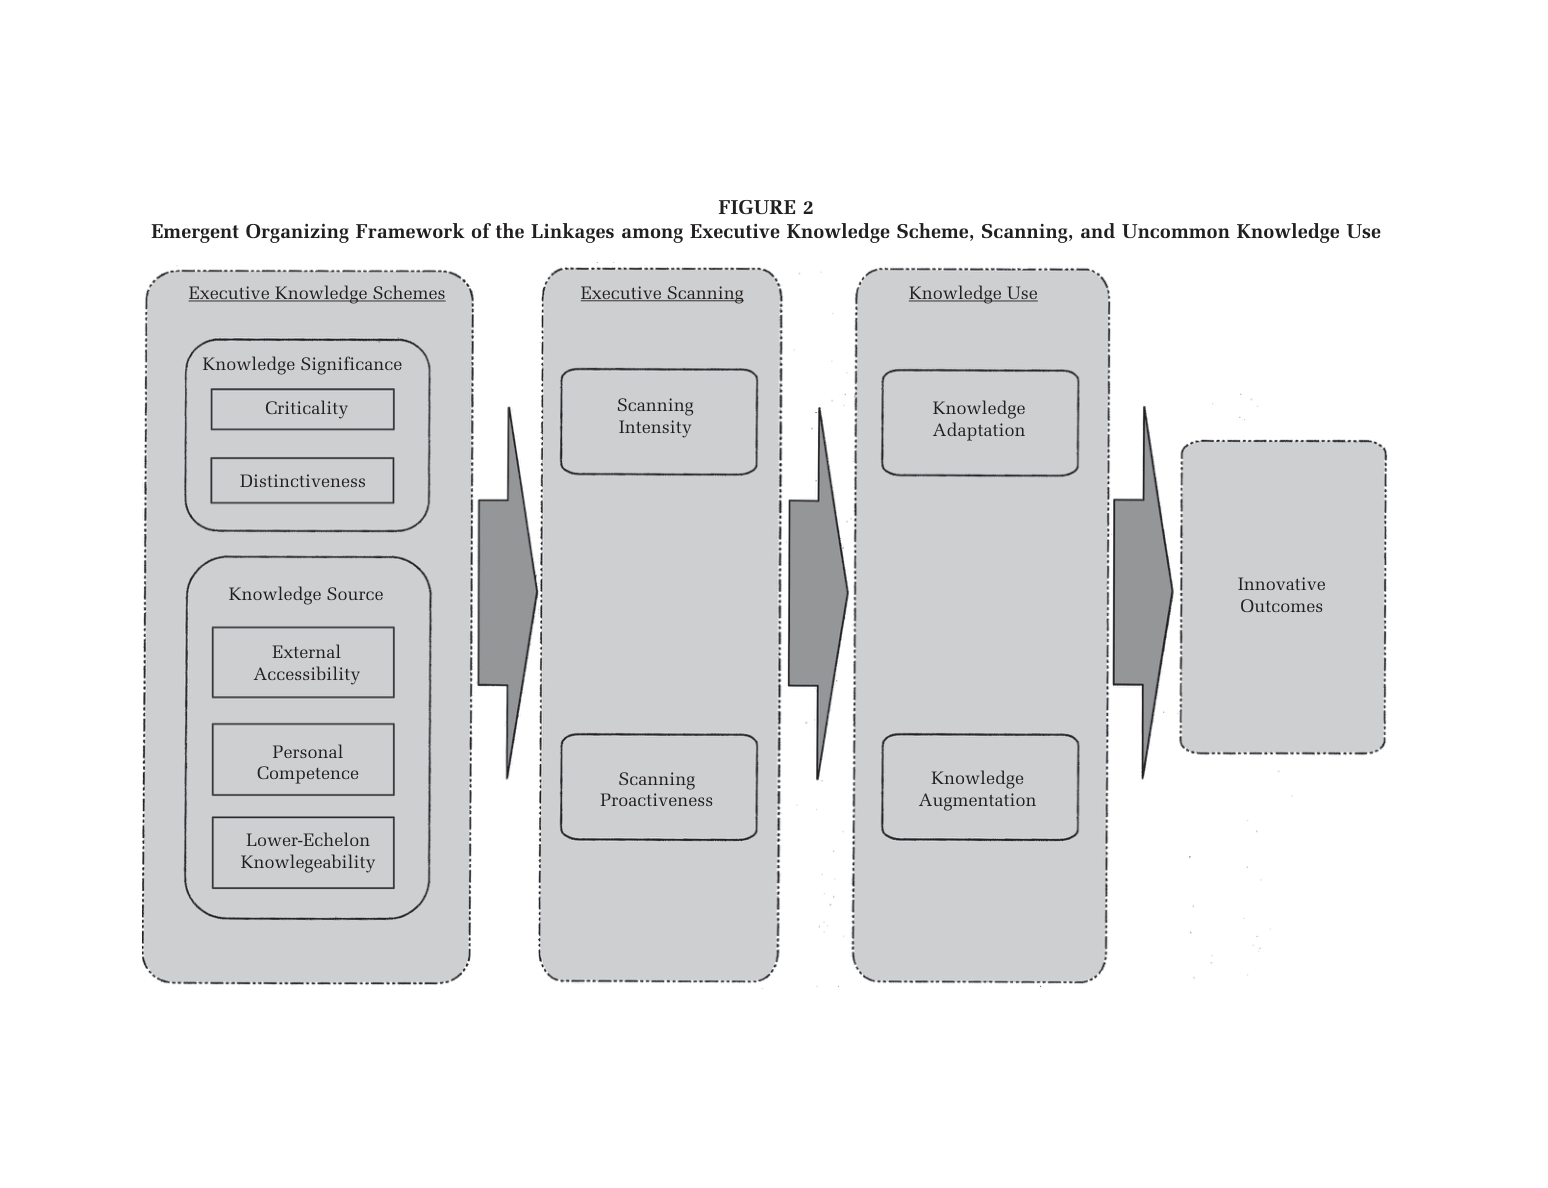 FIGURE 2
Emergent Organizing Framework of the Linkages among Executive Knowledge Scheme, Scanning, and Uncommon Knowledge Use
Executive Knowledge Schemes
Knowledge Significance
Criticality
Distinctiveness
Knowledge Source
External
Accessibility
Personal
Competence
Lower-Echelon
Knowlegeability
Executive Scanning
Scanning
Intensity
Scanning
Proactiveness
Knowledge Use
Knowledge
Adaptation
Knowledge
Augmentation
Innovative
Outcomes